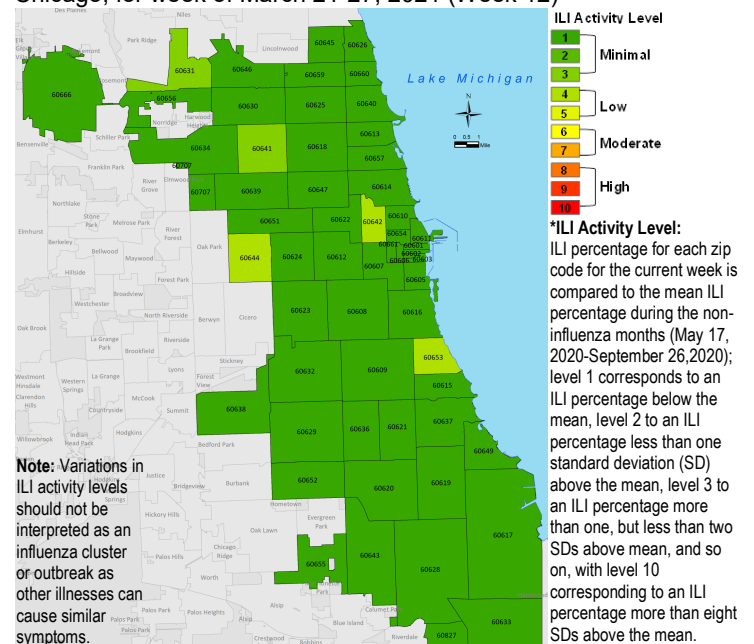 Chicago, for week of March 21-27, 2021 (Week 12)
ILI Activity Level
1
2
3
Minimal
4
5
Low
6
7
Moderate
8
9
10
High
*ILI Activity Level:
ILI percentage for each zip
code for the current week is
compared to the mean ILI
percentage during the non-
influenza months (May 17,
2020-September 26,2020);
level 1 corresponds to an
ILI percentage below the
mean, level 2 to an ILI
percentage less than one
standard deviation (SD)
above the mean, level 3 to
an ILI percentage more
than one, but less than two
SDs above mean, and so
on, with level 10
corresponding to an ILI
percentage more than eight
SDs above the mean.
Lake Michigan
N
0 0.5 1
Mile
Des Plaines
Niles
Park Ridge
Lincolnwood
60645
60626
60631
60646
60659
60660
60666
60656
60630
60625
60640
Norridge
Harwood
Heights
Schiller Park
Bensenville
60613
60634
60641
60618
60657
Franklin Park
60707
River
Grove
60707
60639
60647
60614
Northlake
Stone
Park
Melrose Park
River
Forest
60651
60622
60642
60610
60654
60611
Elmhurst
Berkeley
Bellwood
Maywood
Oak Park
60644
60624
60612
60661
60601
60602
60606
60603
60607
60605
Hillside
Forest Park
Broadview
Westchester
North Riverside
Berwyn
Cicero
60623
60608
60616
Oak Brook
La Grange
Park
Brookfield
Riverside
Stickney
60653
Westmont
Hinsdale
Western
Springs
La Grange
Lyons
Forest
View
60632
60609
60615
Clarendon
Hills
McCook
Countryside
Summit
60638
60629
60636
60621
60637
Willowbrook
Indian
Head Park
Hodgkins
Bedford Park
60649
Justice
Bridgeview
Burbank
60652
60620
60619
Hickory Hills
Hometown
Evergreen
Park
Oak Lawn
60617
Palos Hills
Chicago
Ridge
60655
60643
60628
Worth
Palos Park
Palos Park
Palos Heights
Alsip
Alsip
Blue Island
Calumet Park
60633
Crestwood
Robbins
Riverdale
60827
Note: Variations in
ILI activity levels
should not be
interpreted as an
influenza cluster
or outbreak as
other illnesses can
cause similar
symptoms.